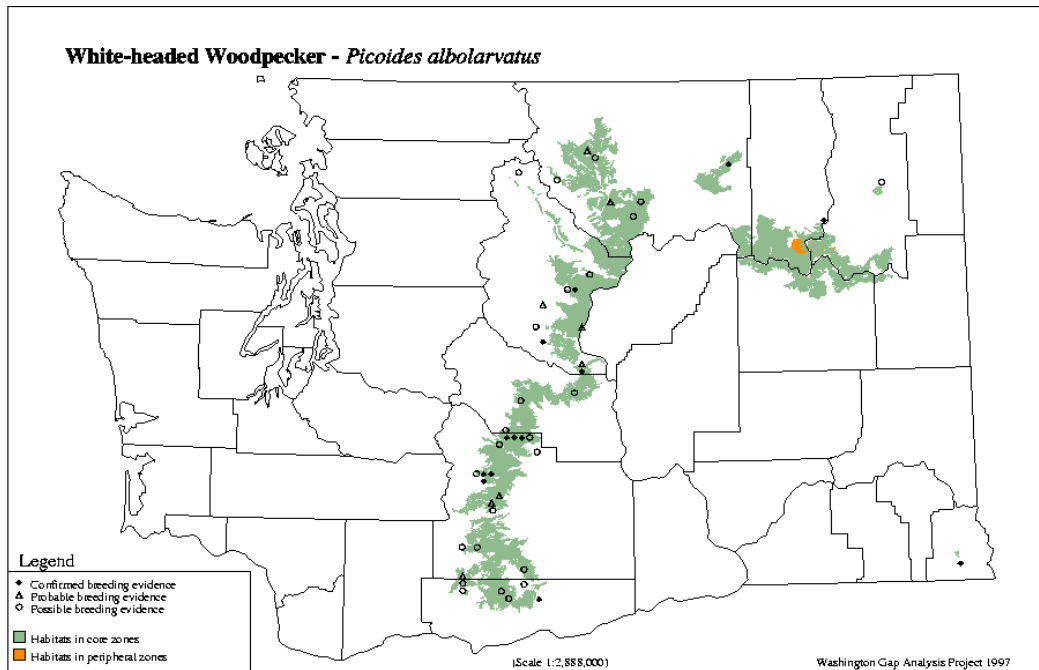 White-headed Woodpecker - Picoides albolarvatus
Legend
Confirmed breeding evidence
Probable breeding evidence
Possible breeding evidence
Habitats in core zones
Habitats in peripheral zones
(Scale 1:2,888,000)
Washington Gap Analysis Project 1997